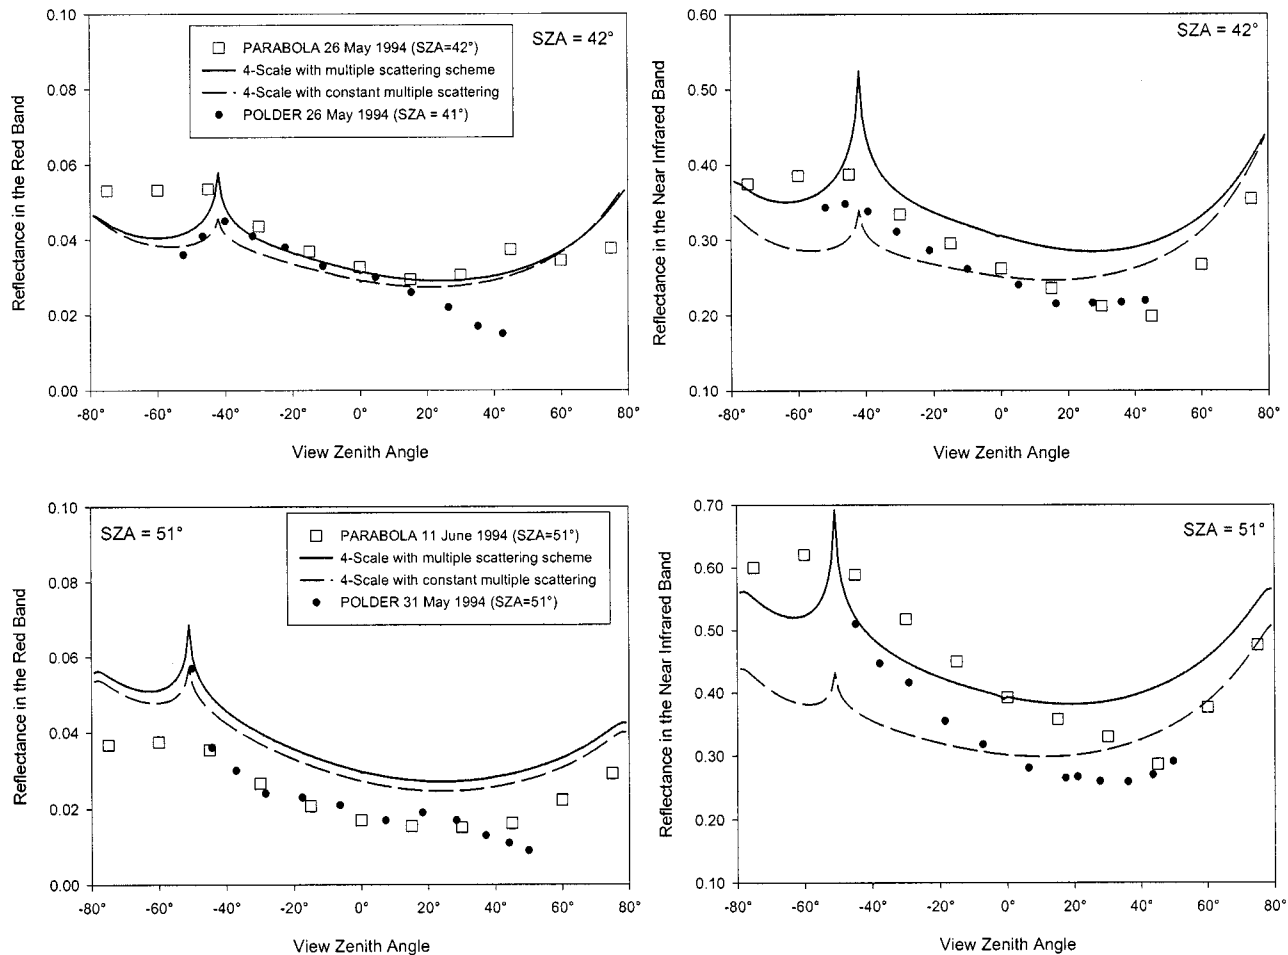 Reflectance in the Red Band
0.10
0.08
0.06
0.04
0.02
0.00
SZA = 42°
PARABOLA 26 May 1994 (SZA=42°)
4-Scale with multiple scattering scheme
4-Scale with constant multiple scattering
POLDER 26 May 1994 (SZA = 41°)
-80° -60° -40° -20° 0° 20° 40° 60° 80°
View Zenith Angle
Reflectance in the Near Infrared Band
0.60
0.50
0.40
0.30
0.20
0.10
SZA = 42°
-80° -60° -40° -20° 0° 20° 40° 60° 80°
View Zenith Angle
Reflectance in the Red Band
0.10
0.08
0.06
0.04
0.02
0.00
SZA = 51°
PARABOLA 11 June 1994 (SZA=51°)
4-Scale with multiple scattering scheme
4-Scale with constant multiple scattering
POLDER 31 May 1994 (SZA=51°)
-80° -60° -40° -20° 0° 20° 40° 60° 80°
View Zenith Angle
Reflectance in the Near Infrared Band
0.70
0.60
0.50
0.40
0.30
0.20
0.10
SZA = 51°
-80° -60° -40° -20° 0° 20° 40° 60° 80°
View Zenith Angle